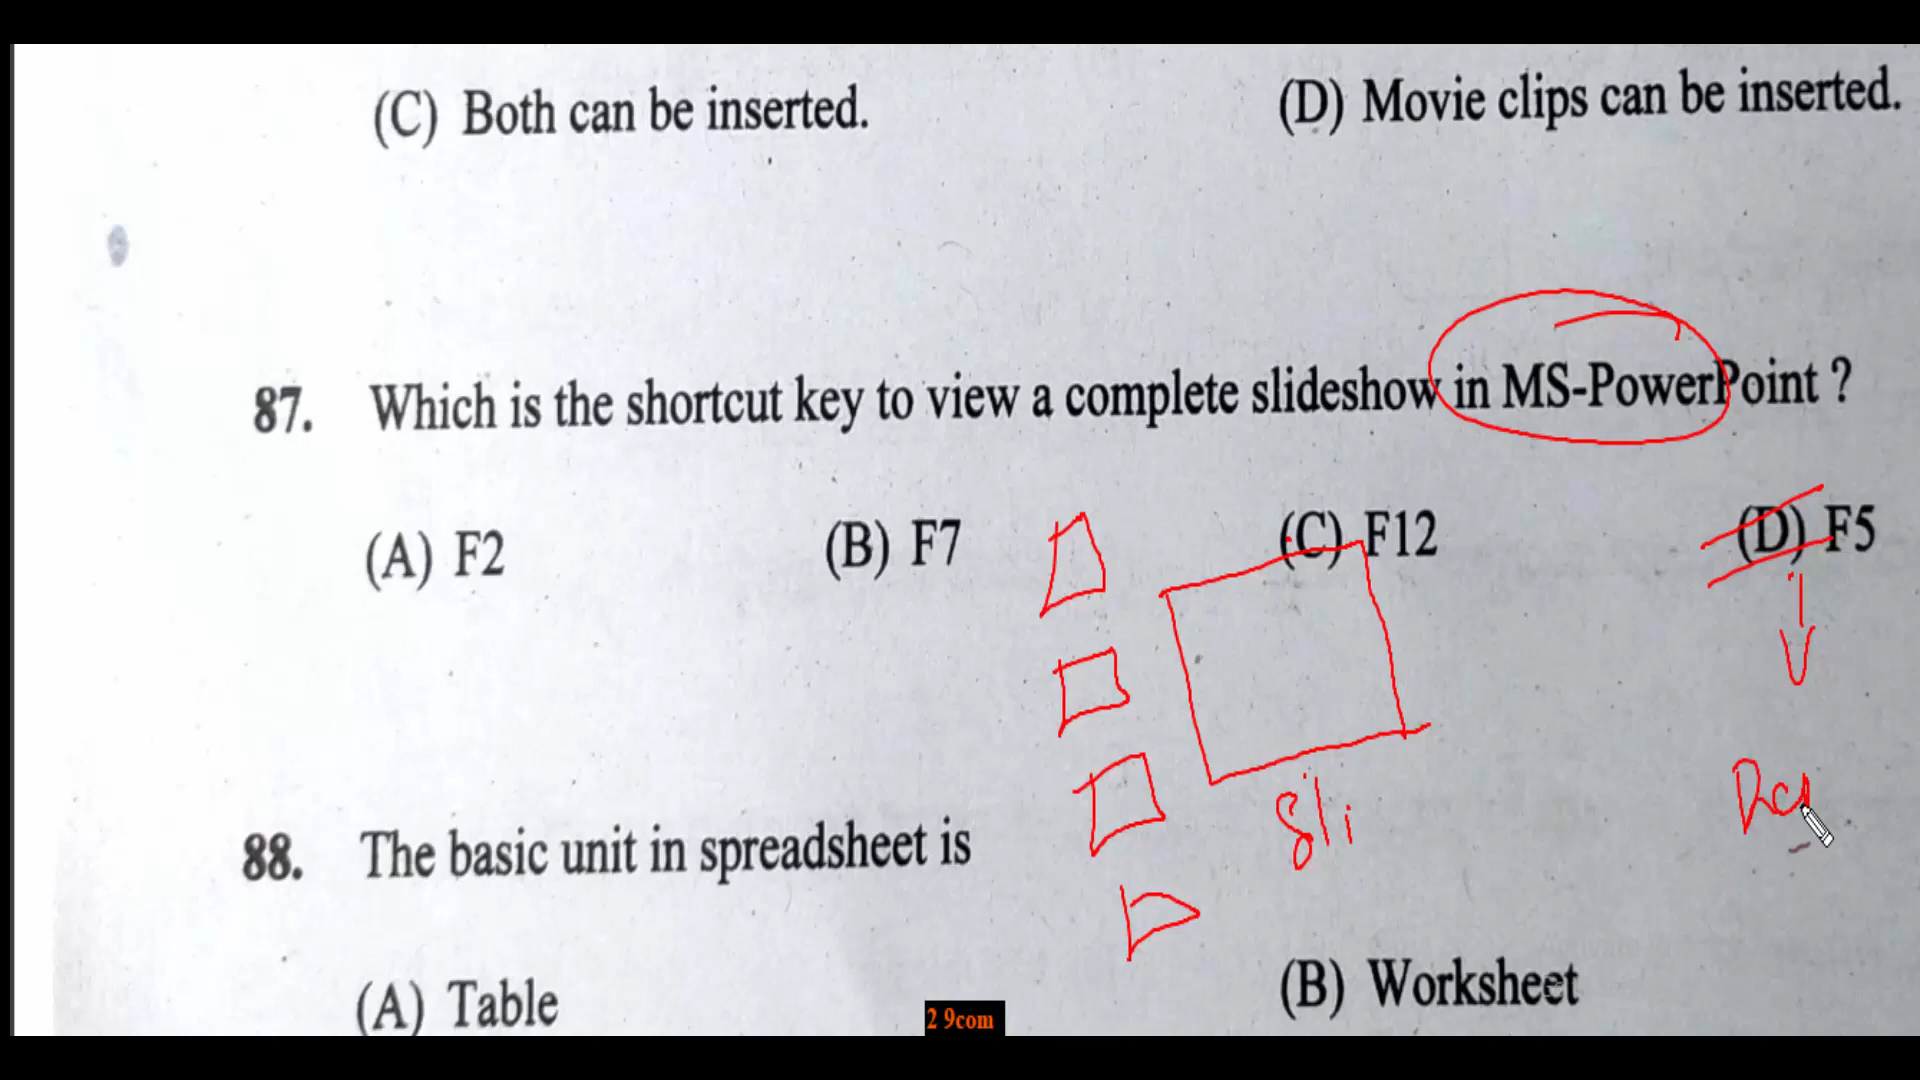 (C) Both can be inserted. (D) Movie clips can be inserted.
87. Which is the shortcut key to view a complete slideshow in MS-PowerPoint ?
(A) F2 (B) F7 (C) F12 (D) F5
Sli
88. The basic unit in spreadsheet is
(A) Table (B) Worksheet
2 9com